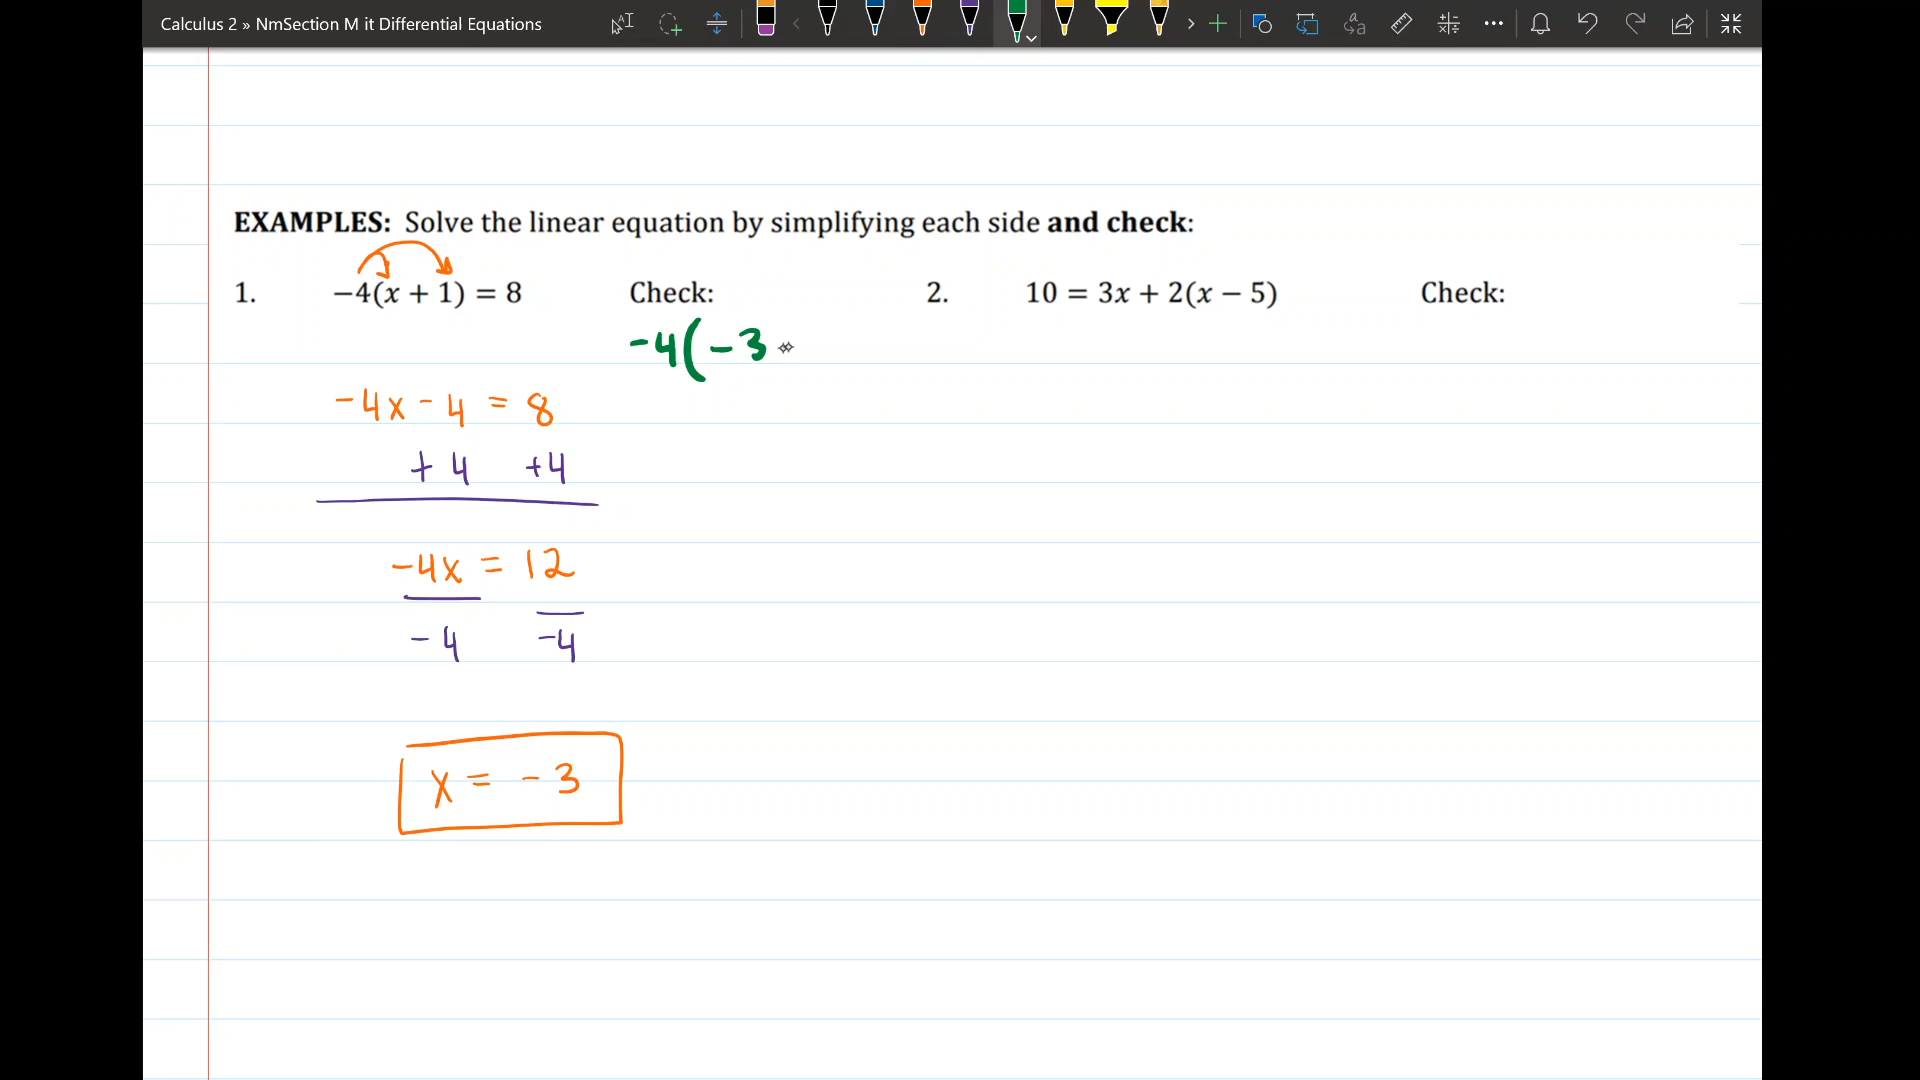 Calculus 2 » NmSection M it Differential Equations
EXAMPLES: Solve the linear equation by simplifying each side and check:
1. −4(x + 1) = 8 Check: 2. 10 = 3x + 2(x − 5) Check:
-4(-3
-4x - 4 = 8
+ 4 +4
-4x = 12
-4 -4
x = -3